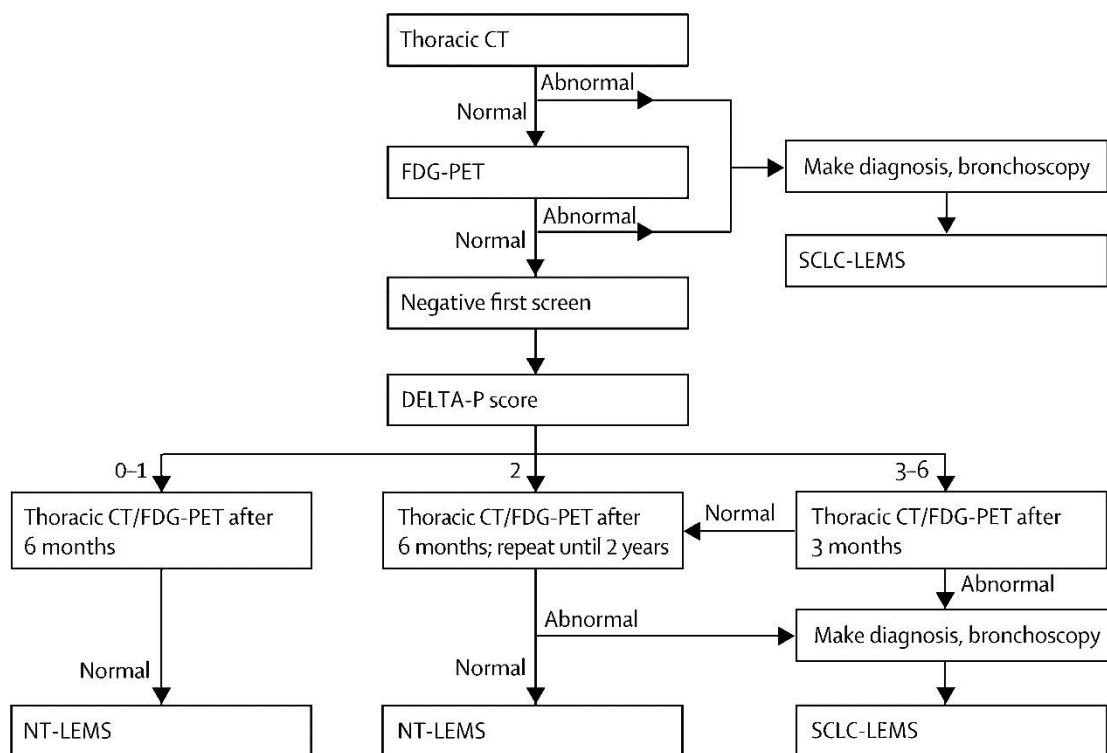 Thoracic CT
Abnormal
Normal
FDG-PET
Make diagnosis, bronchoscopy
Abnormal
Normal
SCLC-LEMS
Negative first screen
DELTA-P score
0–1
2
3–6
Thoracic CT/FDG-PET after
6 months
Thoracic CT/FDG-PET after
6 months; repeat until 2 years
Normal
Thoracic CT/FDG-PET after
3 months
Abnormal
Abnormal
Make diagnosis, bronchoscopy
Normal
Normal
NT-LEMS
NT-LEMS
SCLC-LEMS